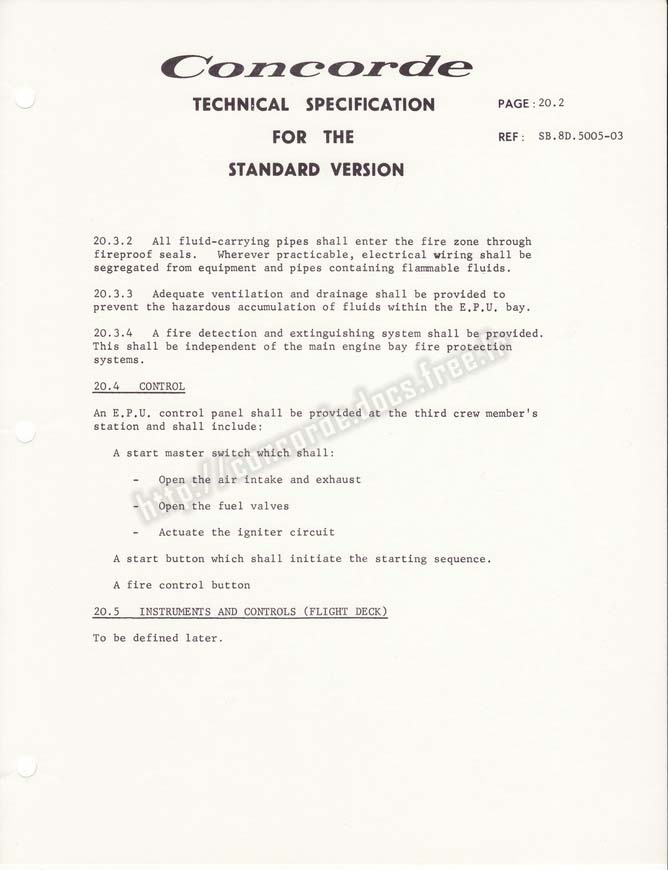 Concorde
TECHNICAL SPECIFICATION
FOR THE
STANDARD VERSION
PAGE: 20.2
REF: SB.8D.5005-03
20.3.2 All fluid-carrying pipes shall enter the fire zone through
fireproof seals. Wherever practicable, electrical wiring shall be
segregated from equipment and pipes containing flammable fluids.
20.3.3 Adequate ventilation and drainage shall be provided to
prevent the hazardous accumulation of fluids within the E.P.U. bay.
20.3.4 A fire detection and extinguishing system shall be provided.
This shall be independent of the main engine bay fire protection
systems.
20.4 CONTROL
An E.P.U. control panel shall be provided at the third crew member's
station and shall include:
A start master switch which shall:
- Open the air intake and exhaust
- Open the fuel valves
- Actuate the igniter circuit
A start button which shall initiate the starting sequence.
A fire control button
20.5 INSTRUMENTS AND CONTROLS (FLIGHT DECK)
To be defined later.
http://concorde.docs.free.fr